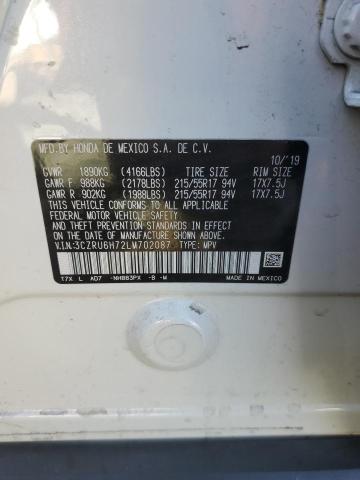 MFD.BY HONDA DE MEXICO S.A. DE C.V. 10/'19
GVWR 1890KG (4166LBS) TIRE SIZE RIM SIZE
GAWR F 988KG (2178LBS) 215/55R17 94V 17X7.5J
GAWR R 902KG (1988LBS) 215/55R17 94V 17X7.5J
THIS VEHICLE CONFORMS TO ALL APPLICABLE FEDERAL
MOTOR VEHICLE SAFETY, BUMPER, AND THEFT PREVENTION
STANDARDS IN EFFECT ON THE DATE OF MANUFACTURE SHOWN ABOVE.
V.I.N:3CZRU6H72LM702087 TYPE: MPV
T7X L AD7 -NH883PX -B -M MADE IN MEXICO